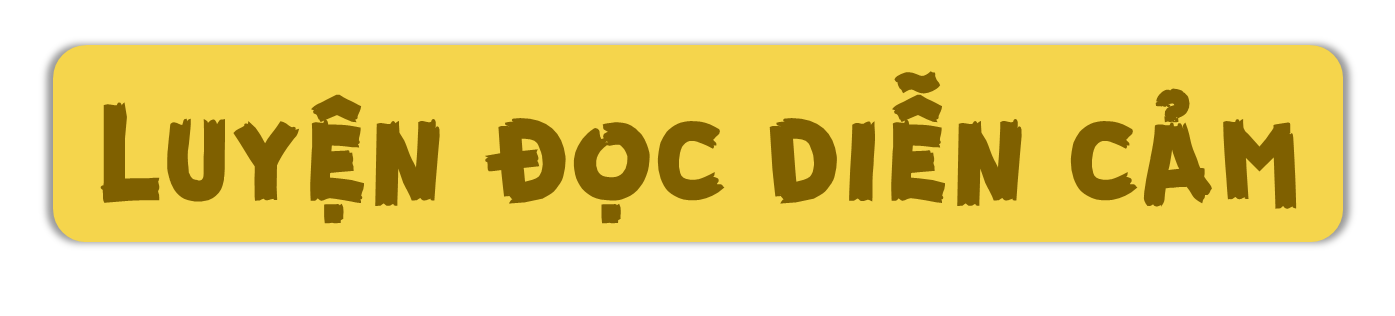 LUYỆN ĐỌC DIỄN CẢM